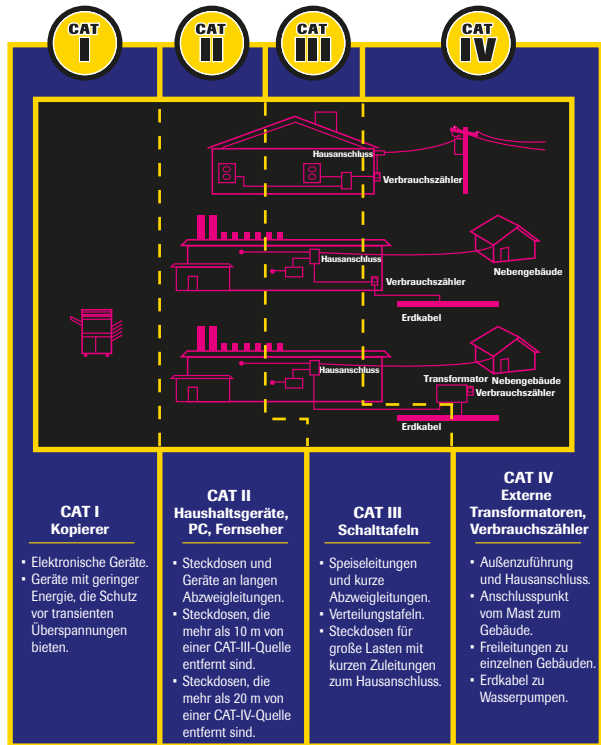 CAT
I
CAT
II
CAT
III
CAT
IV
Hausanschluss
Verbrauchszähler
Hausanschluss
Nebengebäude
Verbrauchszähler
Erdkabel
Hausanschluss
Transformator
Nebengebäude
Verbrauchszähler
Erdkabel
CAT I
Kopierer
▪ Elektronische Geräte.
▪ Geräte mit geringer
Energie, die Schutz
vor transienten
Überspannungen
bieten.
CAT II
Haushaltsgeräte,
PC, Fernseher
▪ Steckdosen und
Geräte an langen
Abzweigleitungen.
▪ Steckdosen, die
mehr als 10 m von
einer CAT-III-Quelle
entfernt sind.
▪ Steckdosen, die
mehr als 20 m von
einer CAT-IV-Quelle
entfernt sind.
CAT III
Schalttafeln
▪ Speiseleitungen
und kurze
Abzweigleitungen.
▪ Verteilungstafeln.
▪ Steckdosen für
große Lasten mit
kurzen Zuleitungen
zum Hausanschluss.
CAT IV
Externe
Transformatoren,
Verbrauchszähler
▪ Außenzuführung
und Hausanschluss.
▪ Anschlusspunkt
vom Mast zum
Gebäude.
▪ Freileitungen zu
einzelnen Gebäuden.
▪ Erdkabel zu
Wasserpumpen.